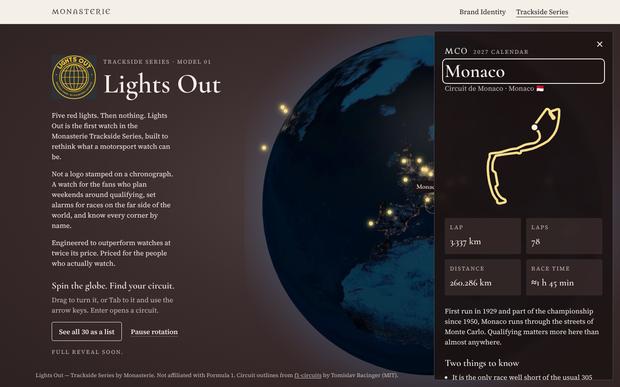 MONASTERIE
Brand Identity
Trackside Series
LIGHTS OUT
TRACKSIDE SERIES · MODEL 01
Lights Out
Five red lights. Then nothing. Lights
Out is the first watch in the
Monasterie Trackside Series, built to
rethink what a motorsport watch can
be.
Not a logo stamped on a chronograph.
A watch for the fans who plan
weekends around qualifying, set
alarms for races on the far side of the
world, and know every corner by
name.
Engineered to outperform watches at
twice its price. Priced for the people
who actually watch.
Spin the globe. Find your circuit.
Drag to turn it, or Tab to it and use the
arrow keys. Enter opens a circuit.
See all 30 as a list
Pause rotation
FULL REVEAL SOON.
Monac
MCO 2027 CALENDAR
×
Monaco
Circuit de Monaco · Monaco
LAP
3.337 km
LAPS
78
DISTANCE
260.286 km
RACE TIME
≈1 h 45 min
First run in 1929 and part of the championship
since 1950, Monaco runs through the streets of
Monte Carlo. Qualifying matters more here than
almost anywhere.
Two things to know
• It is the only race well short of the usual 305
Lights Out — Trackside Series by Monasterie. Not affiliated with Formula 1. Circuit outlines from f1-circuits by Tomislav Bacinger (MIT).